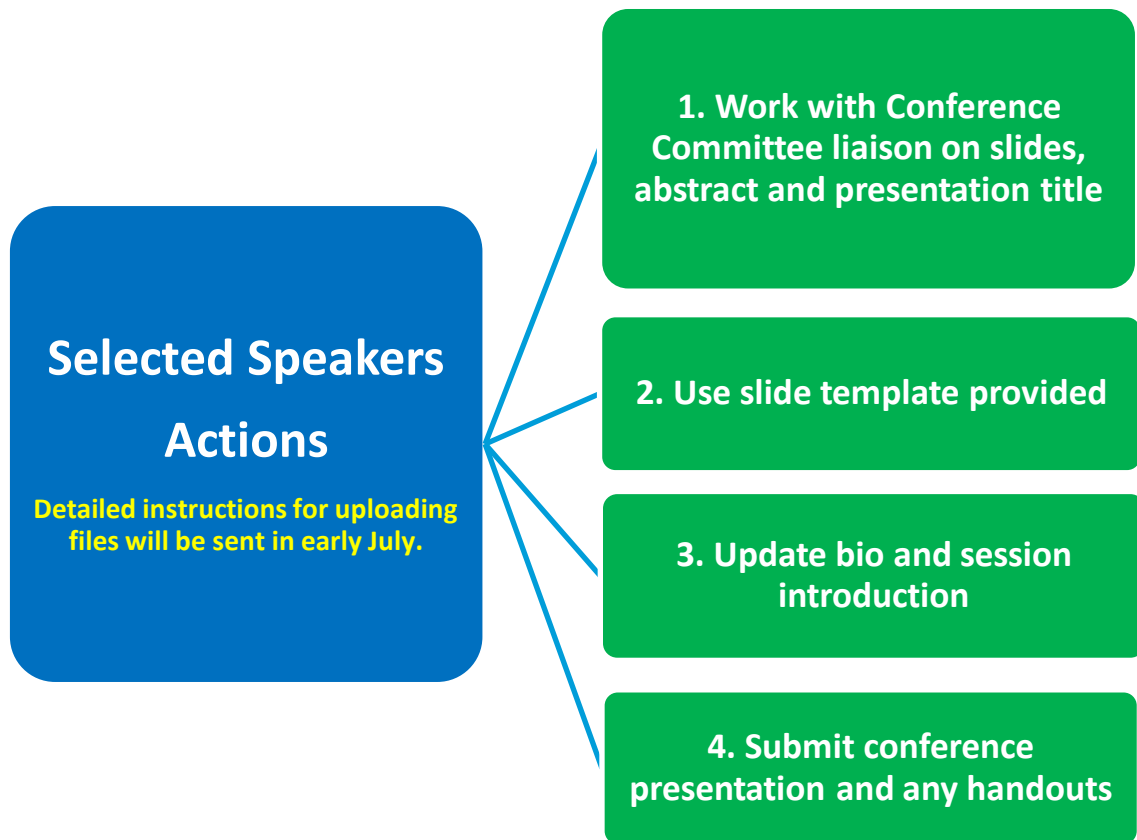 Selected Speakers
Actions
Detailed instructions for uploading
files will be sent in early July.
1. Work with Conference
Committee liaison on slides,
abstract and presentation title
2. Use slide template provided
3. Update bio and session
introduction
4. Submit conference
presentation and any handouts